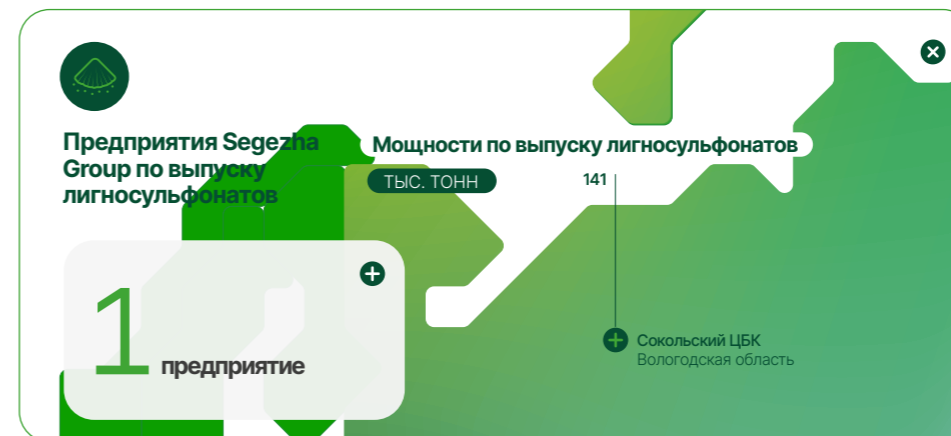 Предприятия Segezha
Group по выпуску
лигносульфонатов
Мощности по выпуску лигносульфонатов
ТЫС. ТОНН
141
1 предприятие
Сокольский ЦБК
Вологодская область